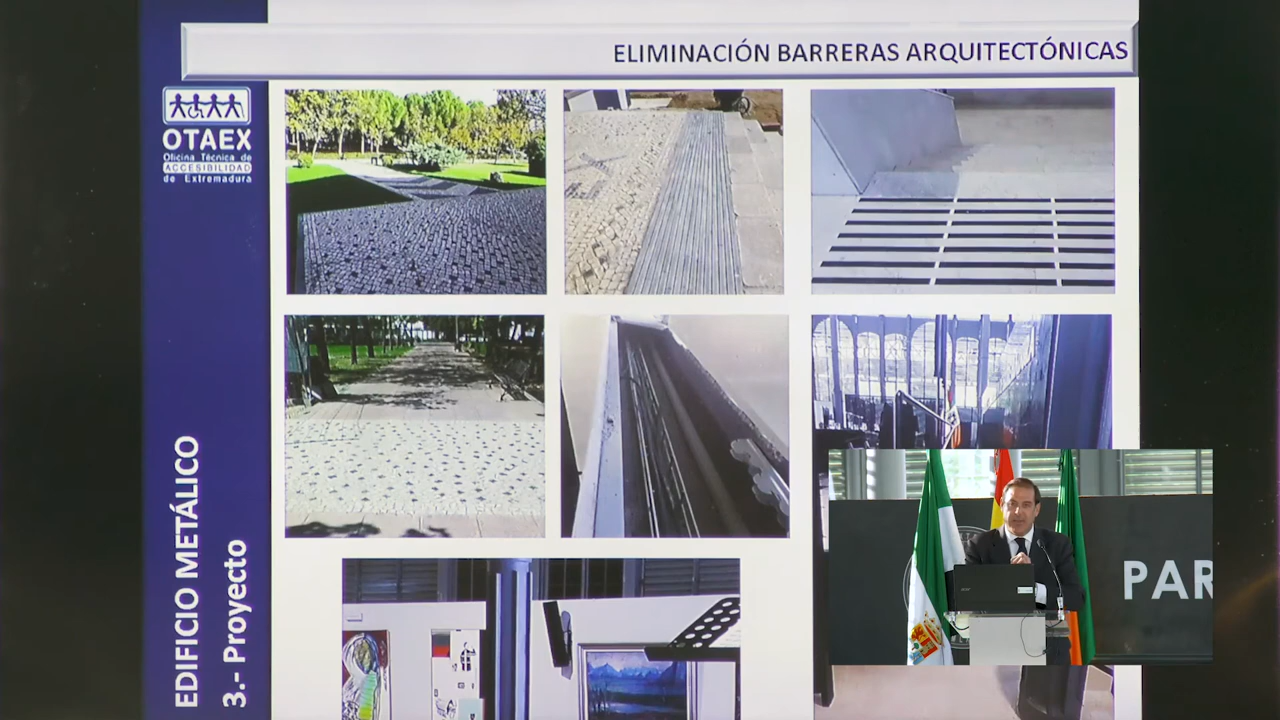 ELIMINACIÓN BARRERAS ARQUITECTÓNICAS
OTAEX
Oficina Técnica de
ACCESIBILIDAD
de Extremadura
EDIFICIO METÁLICO
3.- Proyecto
PAR